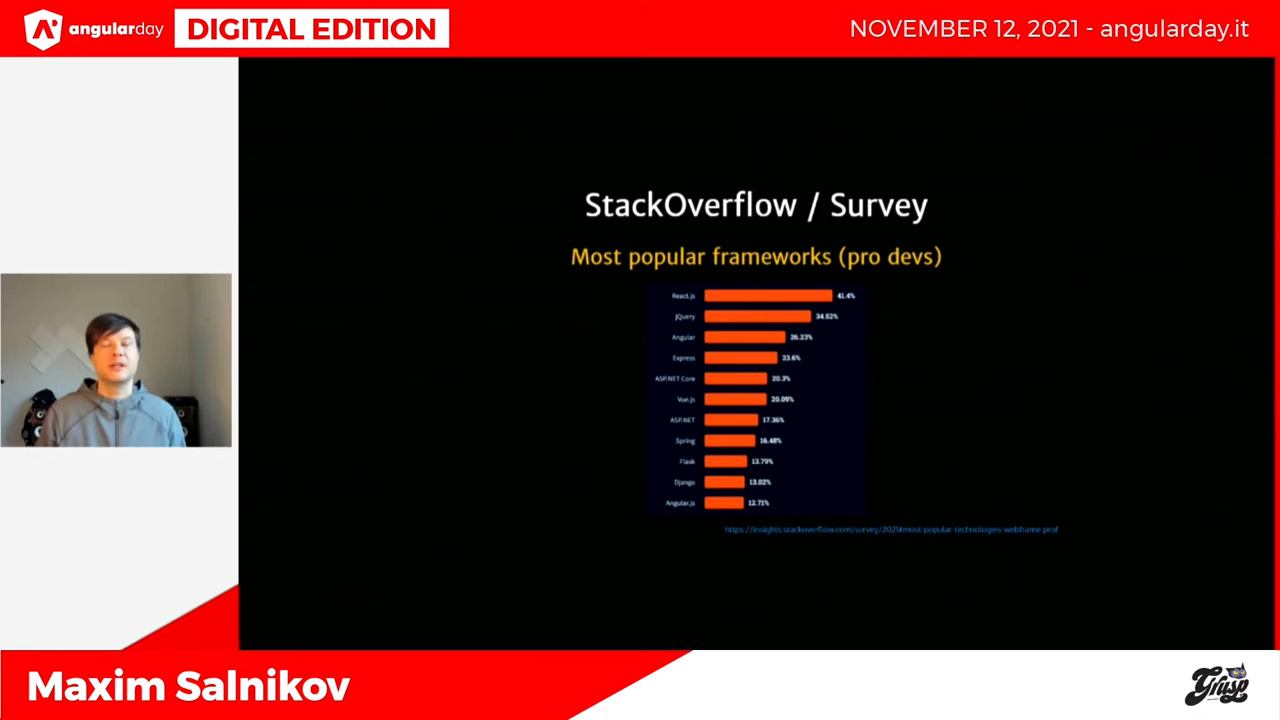 angularday
DIGITAL EDITION
NOVEMBER 12, 2021 - angularday.it
StackOverflow / Survey
Most popular frameworks (pro devs)
React.js 41.4%
jQuery 34.52%
Angular 26.23%
Express 23.6%
ASP.NET Core 20.3%
Vue.js 20.09%
ASP.NET 17.36%
Spring 16.48%
Flask 13.79%
Django 13.02%
Angular.js 12.71%
https://insights.stackoverflow.com/survey/2021#most-popular-technologies-webframe-prof
Maxim Salnikov
Grusp